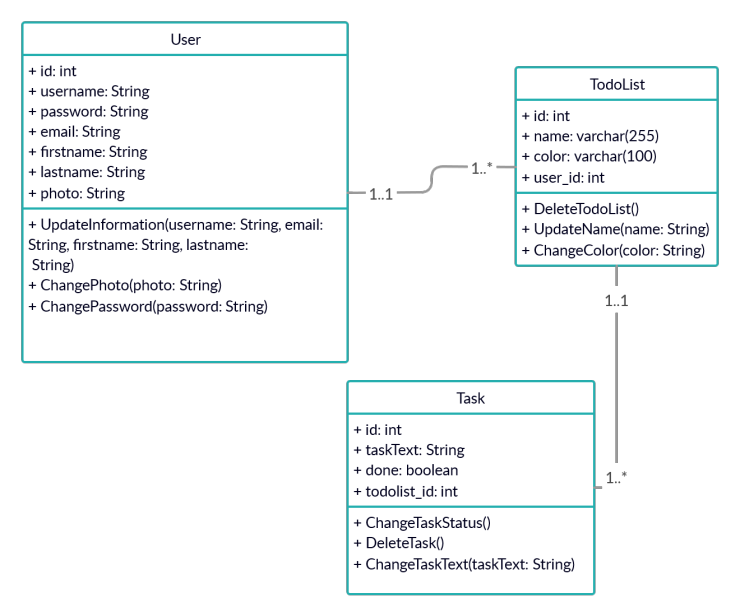 User
+ id: int
+ username: String
+ password: String
+ email: String
+ firstname: String
+ lastname: String
+ photo: String
+ UpdateInformation(username: String, email:
String, firstname: String, lastname:
String)
+ ChangePhoto(photo: String)
+ ChangePassword(password: String)
1..1
1..*
TodoList
+ id: int
+ name: varchar(255)
+ color: varchar(100)
+ user_id: int
+ DeleteTodoList()
+ UpdateName(name: String)
+ ChangeColor(color: String)
1..1
1..*
Task
+ id: int
+ taskText: String
+ done: boolean
+ todolist_id: int
+ ChangeTaskStatus()
+ DeleteTask()
+ ChangeTaskText(taskText: String)